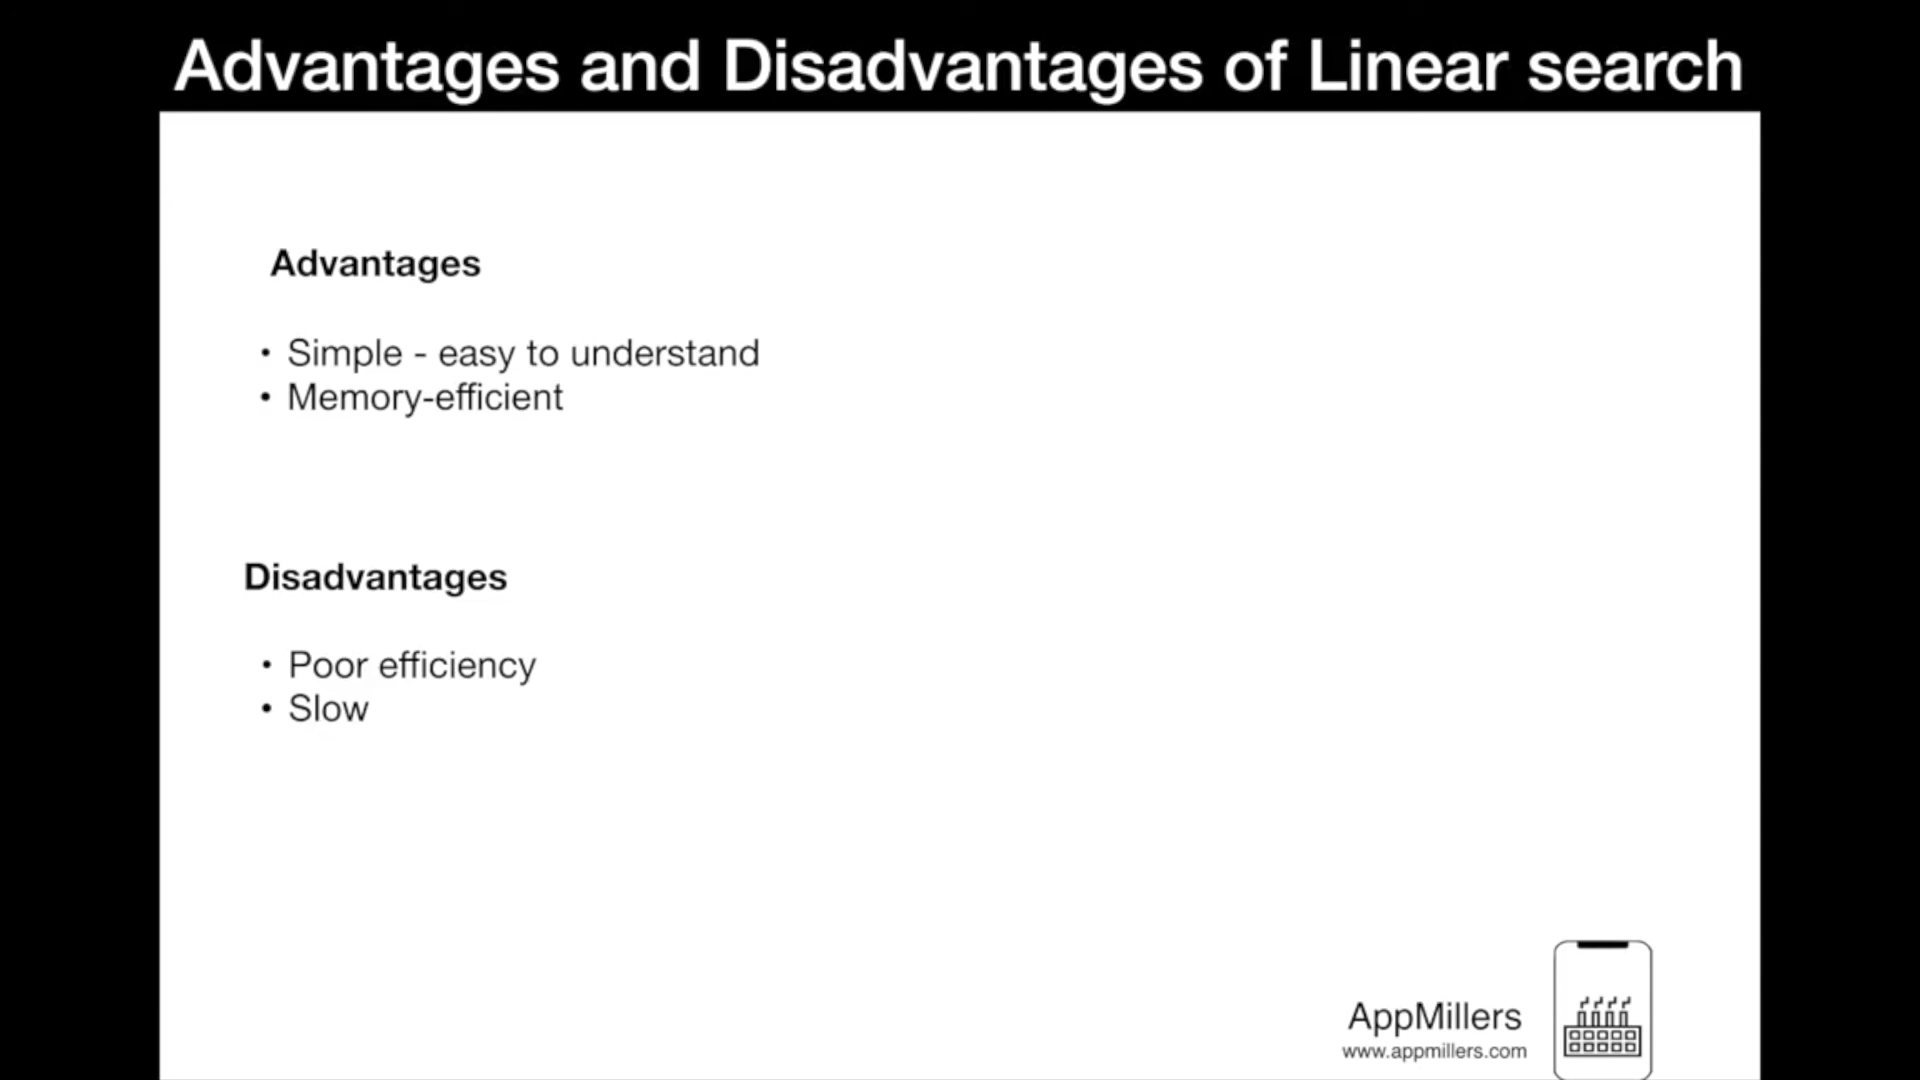 Advantages and Disadvantages of Linear search
Advantages
• Simple - easy to understand
• Memory-efficient
Disadvantages
• Poor efficiency
• Slow
AppMillers
www.appmillers.com